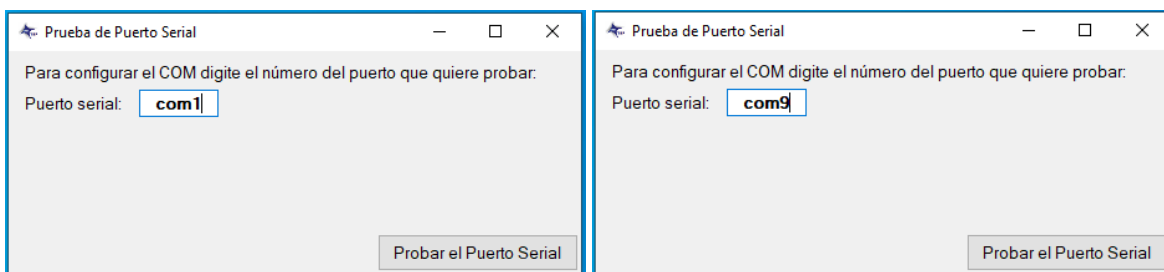 Prueba de Puerto Serial
Para configurar el COM digite el número del puerto que quiere probar:
Puerto serial: com1
Probar el Puerto Serial
Prueba de Puerto Serial
Para configurar el COM digite el número del puerto que quiere probar:
Puerto serial: com9
Probar el Puerto Serial